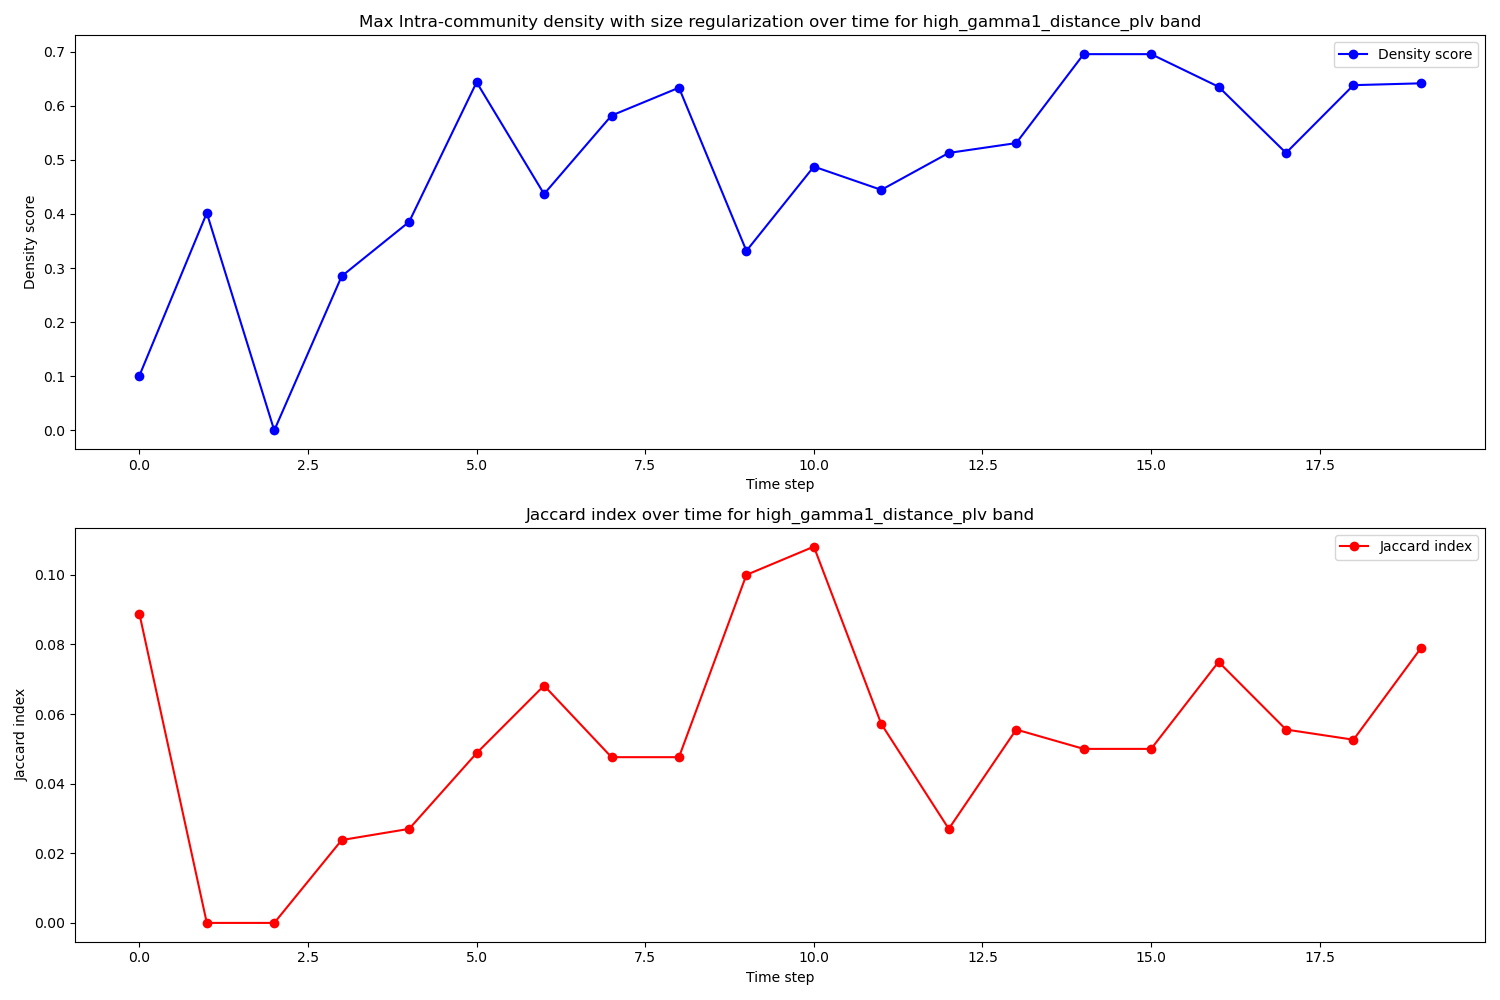 Max Intra-community density with size regularization over time for high_gamma1_distance_plv band
Density score
0.7
0.6
0.5
0.4
0.3
0.2
0.1
0.0
Density score
0.0 2.5 5.0 7.5 10.0 12.5 15.0 17.5
Time step
Jaccard index over time for high_gamma1_distance_plv band
Jaccard index
0.10
0.08
0.06
0.04
0.02
0.00
Jaccard index
0.0 2.5 5.0 7.5 10.0 12.5 15.0 17.5
Time step